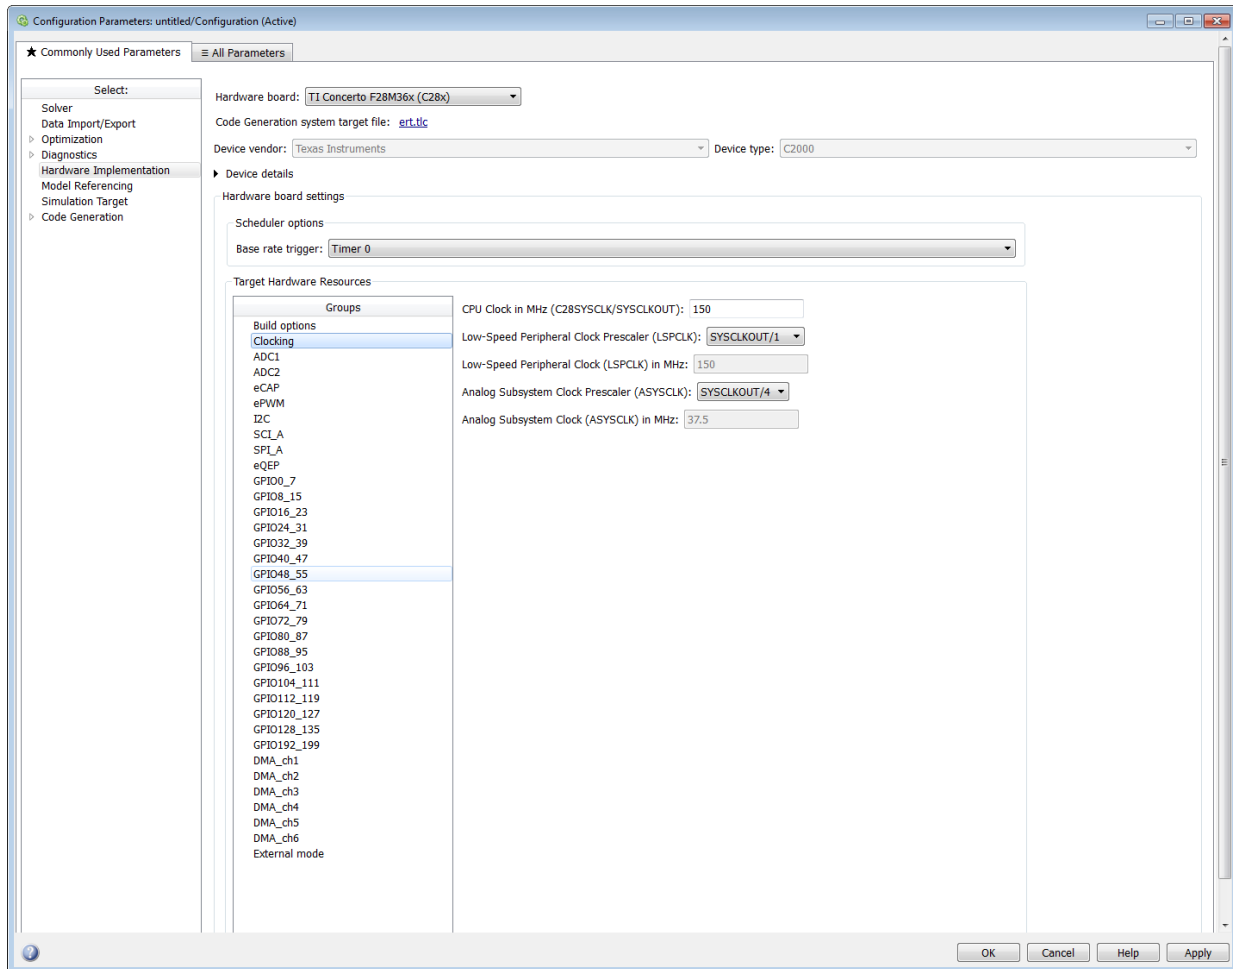 Configuration Parameters: untitled/Configuration (Active)
★ Commonly Used Parameters
≡ All Parameters
Select:
Solver
Data Import/Export
Optimization
Diagnostics
Hardware Implementation
Model Referencing
Simulation Target
Code Generation
Hardware board: TI Concerto F28M36x (C28x)
Code Generation system target file: ert.tlc
Device vendor: Texas Instruments Device type: C2000
Device details
Hardware board settings
Scheduler options
Base rate trigger: Timer 0
Target Hardware Resources
Groups
Build options
Clocking
ADC1
ADC2
eCAP
ePWM
I2C
SCI_A
SPI_A
eQEP
GPIO0_7
GPIO8_15
GPIO16_23
GPIO24_31
GPIO32_39
GPIO40_47
GPIO48_55
GPIO56_63
GPIO64_71
GPIO72_79
GPIO80_87
GPIO88_95
GPIO96_103
GPIO104_111
GPIO112_119
GPIO120_127
GPIO128_135
GPIO192_199
DMA_ch1
DMA_ch2
DMA_ch3
DMA_ch4
DMA_ch5
DMA_ch6
External mode
CPU Clock in MHz (C28SYSCLK/SYSCLKOUT): 150
Low-Speed Peripheral Clock Prescaler (LSPCLK): SYSCLKOUT/1
Low-Speed Peripheral Clock (LSPCLK) in MHz: 150
Analog Subsystem Clock Prescaler (ASYSCLK): SYSCLKOUT/4
Analog Subsystem Clock (ASYSCLK) in MHz: 37.5
OK
Cancel
Help
Apply